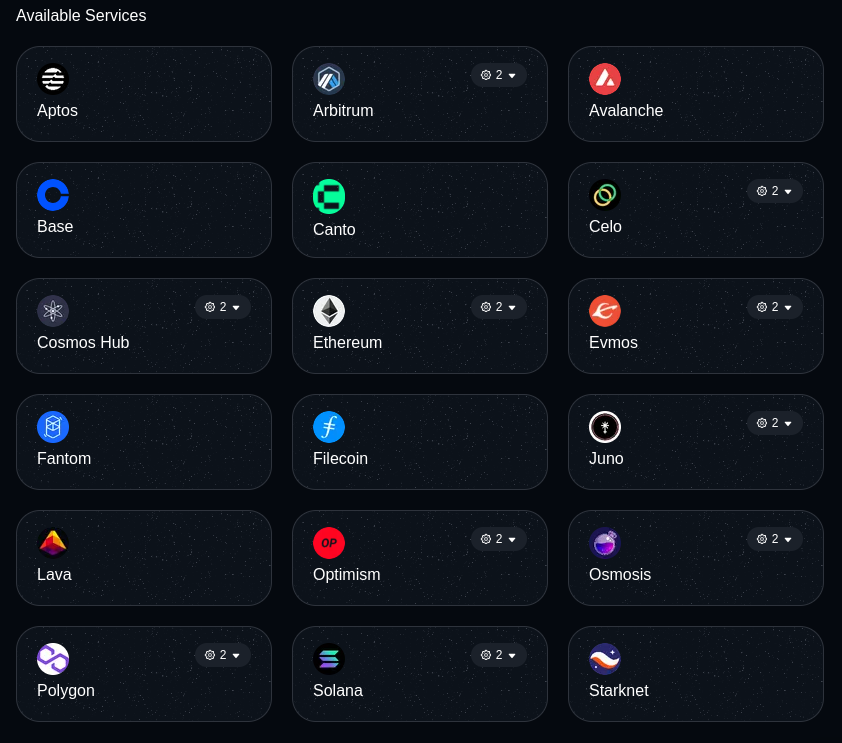 Available Services
Aptos
2
Arbitrum
Avalanche
Base
Canto
2
Celo
2
Cosmos Hub
2
Ethereum
2
Evmos
Fantom
Filecoin
2
Juno
Lava
OP
2
Optimism
2
Osmosis
2
Polygon
2
Solana
Starknet